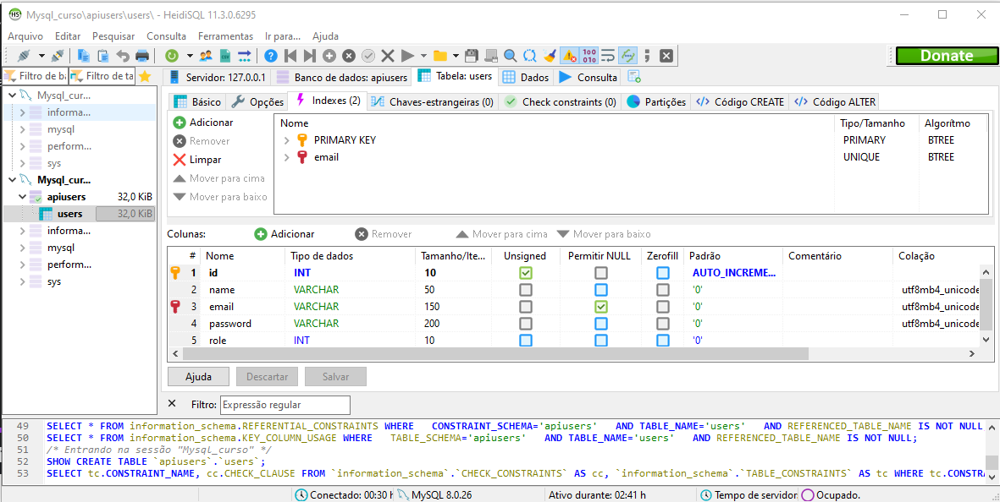 Mysql_curso\apiusers\users\ - HeidiSQL 11.3.0.6295
Arquivo Editar Pesquisar Consulta Ferramentas Ir para... Ajuda
Donate
Filtro de ba Filtro de ta
Servidor: 127.0.0.1 Banco de dados: apiusers Tabela: users Dados Consulta
Mysql_cur...
informa...
mysql
perform...
sys
Mysql_cur...
apiusers 32,0 KiB
users 32,0 KiB
informa...
mysql
perform...
sys
Básico Opções Indexes (2) Chaves-estrangeiras (0) Check constraints (0) Partições Código CREATE Código ALTER
Adicionar
Remover
Limpar
Mover para cima
Mover para baixo
Nome Tipo/Tamanho Algorítmo
PRIMARY KEY PRIMARY BTREE
email UNIQUE BTREE
Colunas: Adicionar Remover Mover para cima Mover para baixo
# Nome Tipo de dados Tamanho/Ite... Unsigned Permitir NULL Zerofill Padrão Comentário Colação
1 id INT 10 AUTO_INCREME...
2 name VARCHAR 50 '0' utf8mb4_unicode
3 email VARCHAR 150 '0' utf8mb4_unicode
4 password VARCHAR 200 '0' utf8mb4_unicode
5 role INT 10 '0'
Ajuda Descartar Salvar
Filtro: Expressão regular
49 SELECT * FROM information_schema.REFERENTIAL_CONSTRAINTS WHERE CONSTRAINT_SCHEMA='apiusers' AND TABLE_NAME='users' AND REFERENCED_TABLE_NAME IS NOT NULL
50 SELECT * FROM information_schema.KEY_COLUMN_USAGE WHERE TABLE_SCHEMA='apiusers' AND TABLE_NAME='users' AND REFERENCED_TABLE_NAME IS NOT NULL;
51 /* Entrando na sessão "Mysql_curso" */
52 SHOW CREATE TABLE `apiusers`.`users`;
53 SELECT tc.CONSTRAINT_NAME, cc.CHECK_CLAUSE FROM `information_schema`.`CHECK_CONSTRAINTS` AS cc, `information_schema`.`TABLE_CONSTRAINTS` AS tc WHERE tc.CONSTRA
Conectado: 00:30 h MySQL 8.0.26 Ativo durante: 02:41 h Tempo de servidor Ocupado.